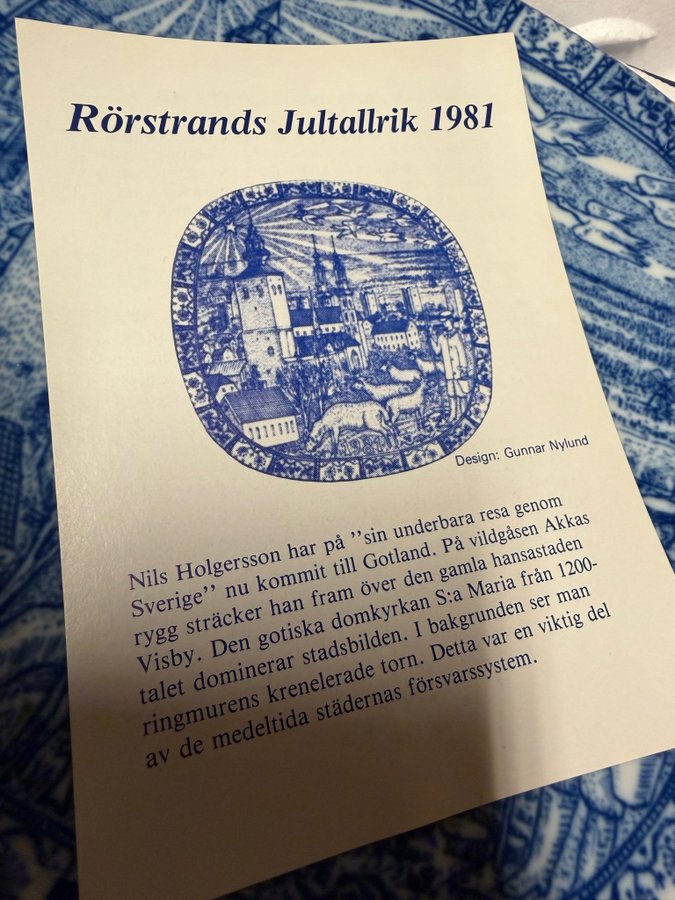 Rörstrands Jultallrik 1981
Design: Gunnar Nylund
Nils Holgersson har på ”sin underbara resa genom
Sverige” nu kommit till Gotland. På vildgåsen Akkas
rygg sträcker han fram över den gamla hansastaden
Visby. Den gotiska domkyrkan S:a Maria från 1200-
talet dominerar stadsbilden. I bakgrunden ser man
ringmurens krenelerade torn. Detta var en viktig del
av de medeltida städernas försvarssystem.